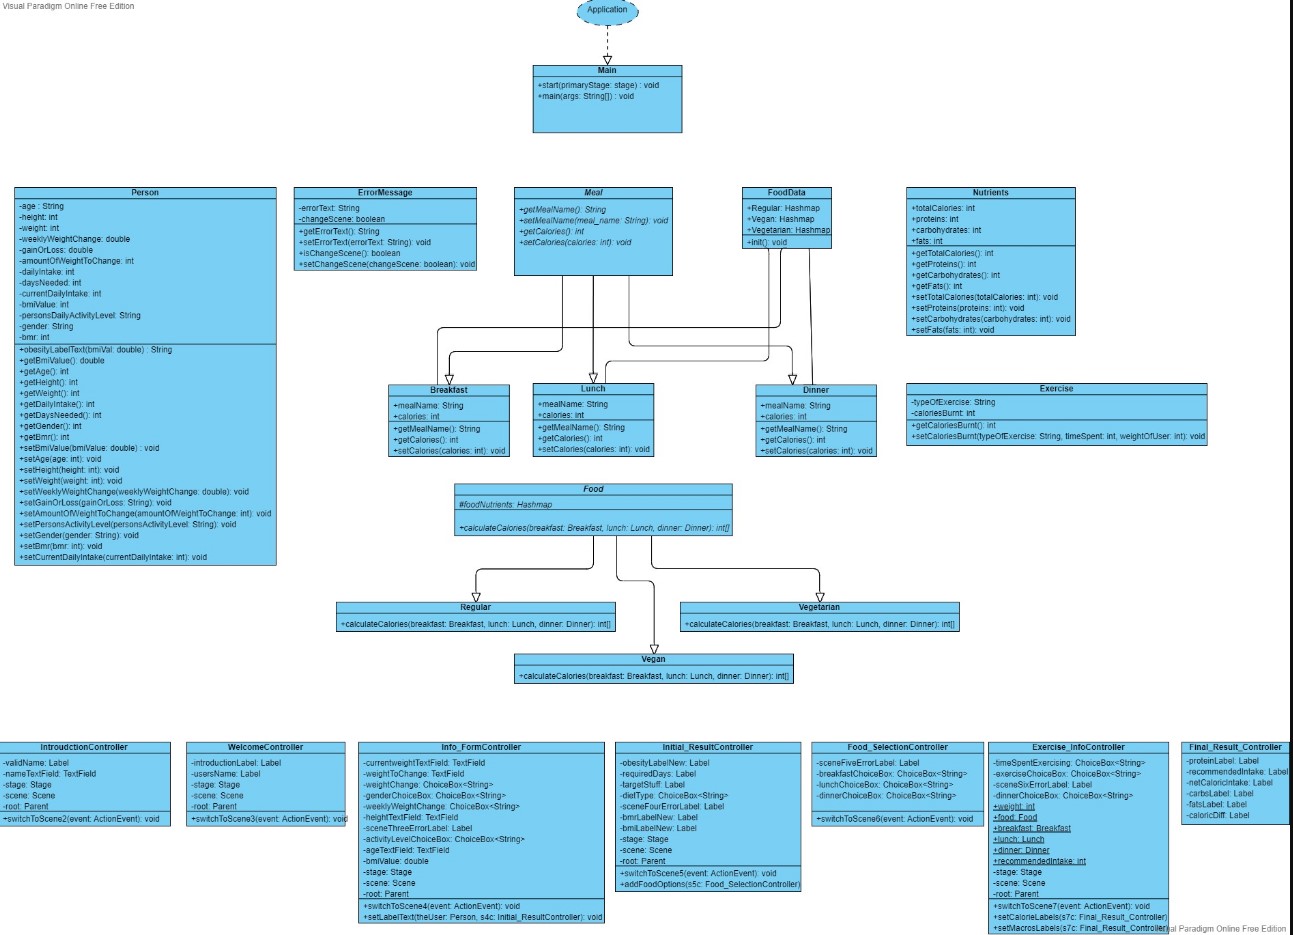 Visual Paradigm Online Free Edition
Application
Main
+start(primaryStage: stage) : void
+main(args: String[]) : void
Person
-age : String
-height: int
-weight: int
-weeklyWeightChange: double
-gainOrLoss: double
-amountOfWeightToChange: int
-dailyIntake: int
-daysNeeded: int
-currentDailyIntake: int
-bmiValue: int
-personsDailyActivityLevel: String
-gender: String
-bmr: int
+obesityLabelText(bmiVal: double) : String
+getBmiValue(): double
+getAge(): int
+getHeight(): int
+getWeight(): int
+getDailyIntake(): int
+getDaysNeeded(): int
+getGender(): int
+getBmr(): int
+setBmiValue(bmiValue: double) : void
+setAge(age: int): void
+setHeight(height: int): void
+setWeight(weight: int): void
+setWeeklyWeightChange(weeklyWeightChange: double): void
+setGainOrLoss(gainOrLoss: String): void
+setAmountOfWeightToChange(amountOfWeightToChange: int): void
+setPersonsActivityLevel(personsActivityLevel: String): void
+setGender(gender: String): void
+setBmr(bmr: int): void
+setCurrentDailyIntake(currentDailyIntake: int): void
ErrorMessage
-errorText: String
-changeScene: boolean
+getErrorText(): String
+setErrorText(errorText: String): void
+isChangeScene(): boolean
+setChangeScene(changeScene: boolean): void
Meal
+getMealName(): String
+setMealName(meal_name: String): void
+getCalories(): int
+setCalories(calories: int): void
FoodData
+Regular: Hashmap
+Vegan: Hashmap
+Vegetarian: Hashmap
+init(): void
Nutrients
+totalCalories: int
+proteins: int
+carbohydrates: int
+fats: int
+getTotalCalories(): int
+getProteins(): int
+getCarbohydrates(): int
+getFats(): int
+setTotalCalories(totalCalories: int): void
+setProteins(proteins: int): void
+setCarbohydrates(carbohydrates: int): void
+setFats(fats: int): void
Breakfast
+mealName: String
+calories: int
+getMealName(): String
+getCalories(): int
+setCalories(calories: int): void
Lunch
+mealName: String
+calories: int
+getMealName(): String
+getCalories(): int
+setCalories(calories: int): void
Dinner
+mealName: String
+calories: int
+getMealName(): String
+getCalories(): int
+setCalories(calories: int): void
Exercise
-typeOfExercise: String
-caloriesBurnt: int
+getCaloriesBurnt(): int
+setCaloriesBurnt(typeOfExercise: String, timeSpent: int, weightOfUser: int): void
Food
#foodNutrients: Hashmap
+calculateCalories(breakfast: Breakfast, lunch: Lunch, dinner: Dinner): int[]
Regular
+calculateCalories(breakfast: Breakfast, lunch: Lunch, dinner: Dinner): int[]
Vegetarian
+calculateCalories(breakfast: Breakfast, lunch: Lunch, dinner: Dinner): int[]
Vegan
+calculateCalories(breakfast: Breakfast, lunch: Lunch, dinner: Dinner): int[]
IntroudctionController
-validName: Label
-nameTextField: TextField
-stage: Stage
-scene: Scene
-root: Parent
+switchToScene2(event: ActionEvent): void
WelcomeController
-introductionLabel: Label
-usersName: Label
-stage: Stage
-scene: Scene
-root: Parent
+switchToScene3(event: ActionEvent): void
Info_FormController
-currentweightTextField: TextField
-weightToChange: TextField
-weightChange: ChoiceBox<String>
-genderChoiceBox: ChoiceBox<String>
-weeklyWeightChange: ChoiceBox<String>
-heightTextField: TextField
-sceneThreeErrorLabel: Label
-activityLevelChoiceBox: ChoiceBox<String>
-ageTextField: TextField
-bmiValue: double
-stage: Stage
-scene: Scene
-root: Parent
+switchToScene4(event: ActionEvent): void
+setLabelText(theUser: Person, s4c: Initial_ResultController): void
Initial_ResultController
-obesityLabelNew: Label
-requiredDays: Label
-targetStuff: Label
-dietType: ChoiceBox<String>
-sceneFourErrorLabel: Label
-bmrLabelNew: Label
-bmiLabelNew: Label
-stage: Stage
-scene: Scene
-root: Parent
+switchToScene5(event: ActionEvent): void
+addFoodOptions(s5c: Food_SelectionController)
Food_SelectionController
-sceneFiveErrorLabel: Label
-breakfastChoiceBox: ChoiceBox<String>
-lunchChoiceBox: ChoiceBox<String>
-dinnerChoiceBox: ChoiceBox<String>
+switchToScene6(event: ActionEvent): void
Exercise_InfoController
-timeSpentExercising: ChoiceBox<String>
-exerciseChoiceBox: ChoiceBox<String>
-sceneSixErrorLabel: Label
-dinnerChoiceBox: ChoiceBox<String>
+weight: int
+food: Food
+breakfast: Breakfast
+lunch: Lunch
+dinner: Dinner
+recommendedIntake: int
-stage: Stage
-scene: Scene
-root: Parent
+switchToScene7(event: ActionEvent): void
+setCalorieLabels(s7c: Final_Result_Controller)
+setMacrosLabels(s7c: Final_Result_Controller)
Final_Result_Controller
-proteinLabel: Label
-recommendedIntake: Label
-netCaloricIntake: Label
-carbsLabel: Label
-fatsLabel: Label
-caloricDiff: Label
Paradigm Online Free Edition